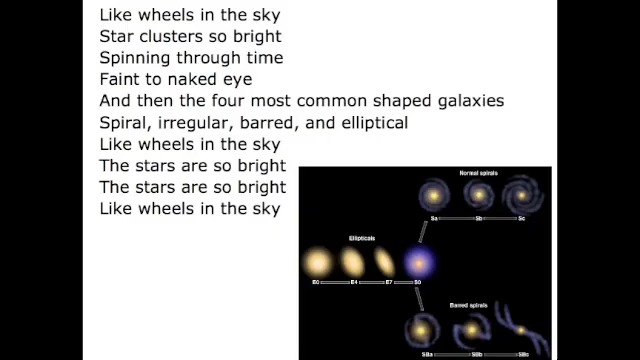 Like wheels in the sky
Star clusters so bright
Spinning through time
Faint to naked eye
And then the four most common shaped galaxies
Spiral, irregular, barred, and elliptical
Like wheels in the sky
The stars are so bright
The stars are so bright
Like wheels in the sky
Normal spirals
Sa Sb Sc
Ellipticals
E0 E4 E7 S0
Barred spirals
SBa SBb SBc